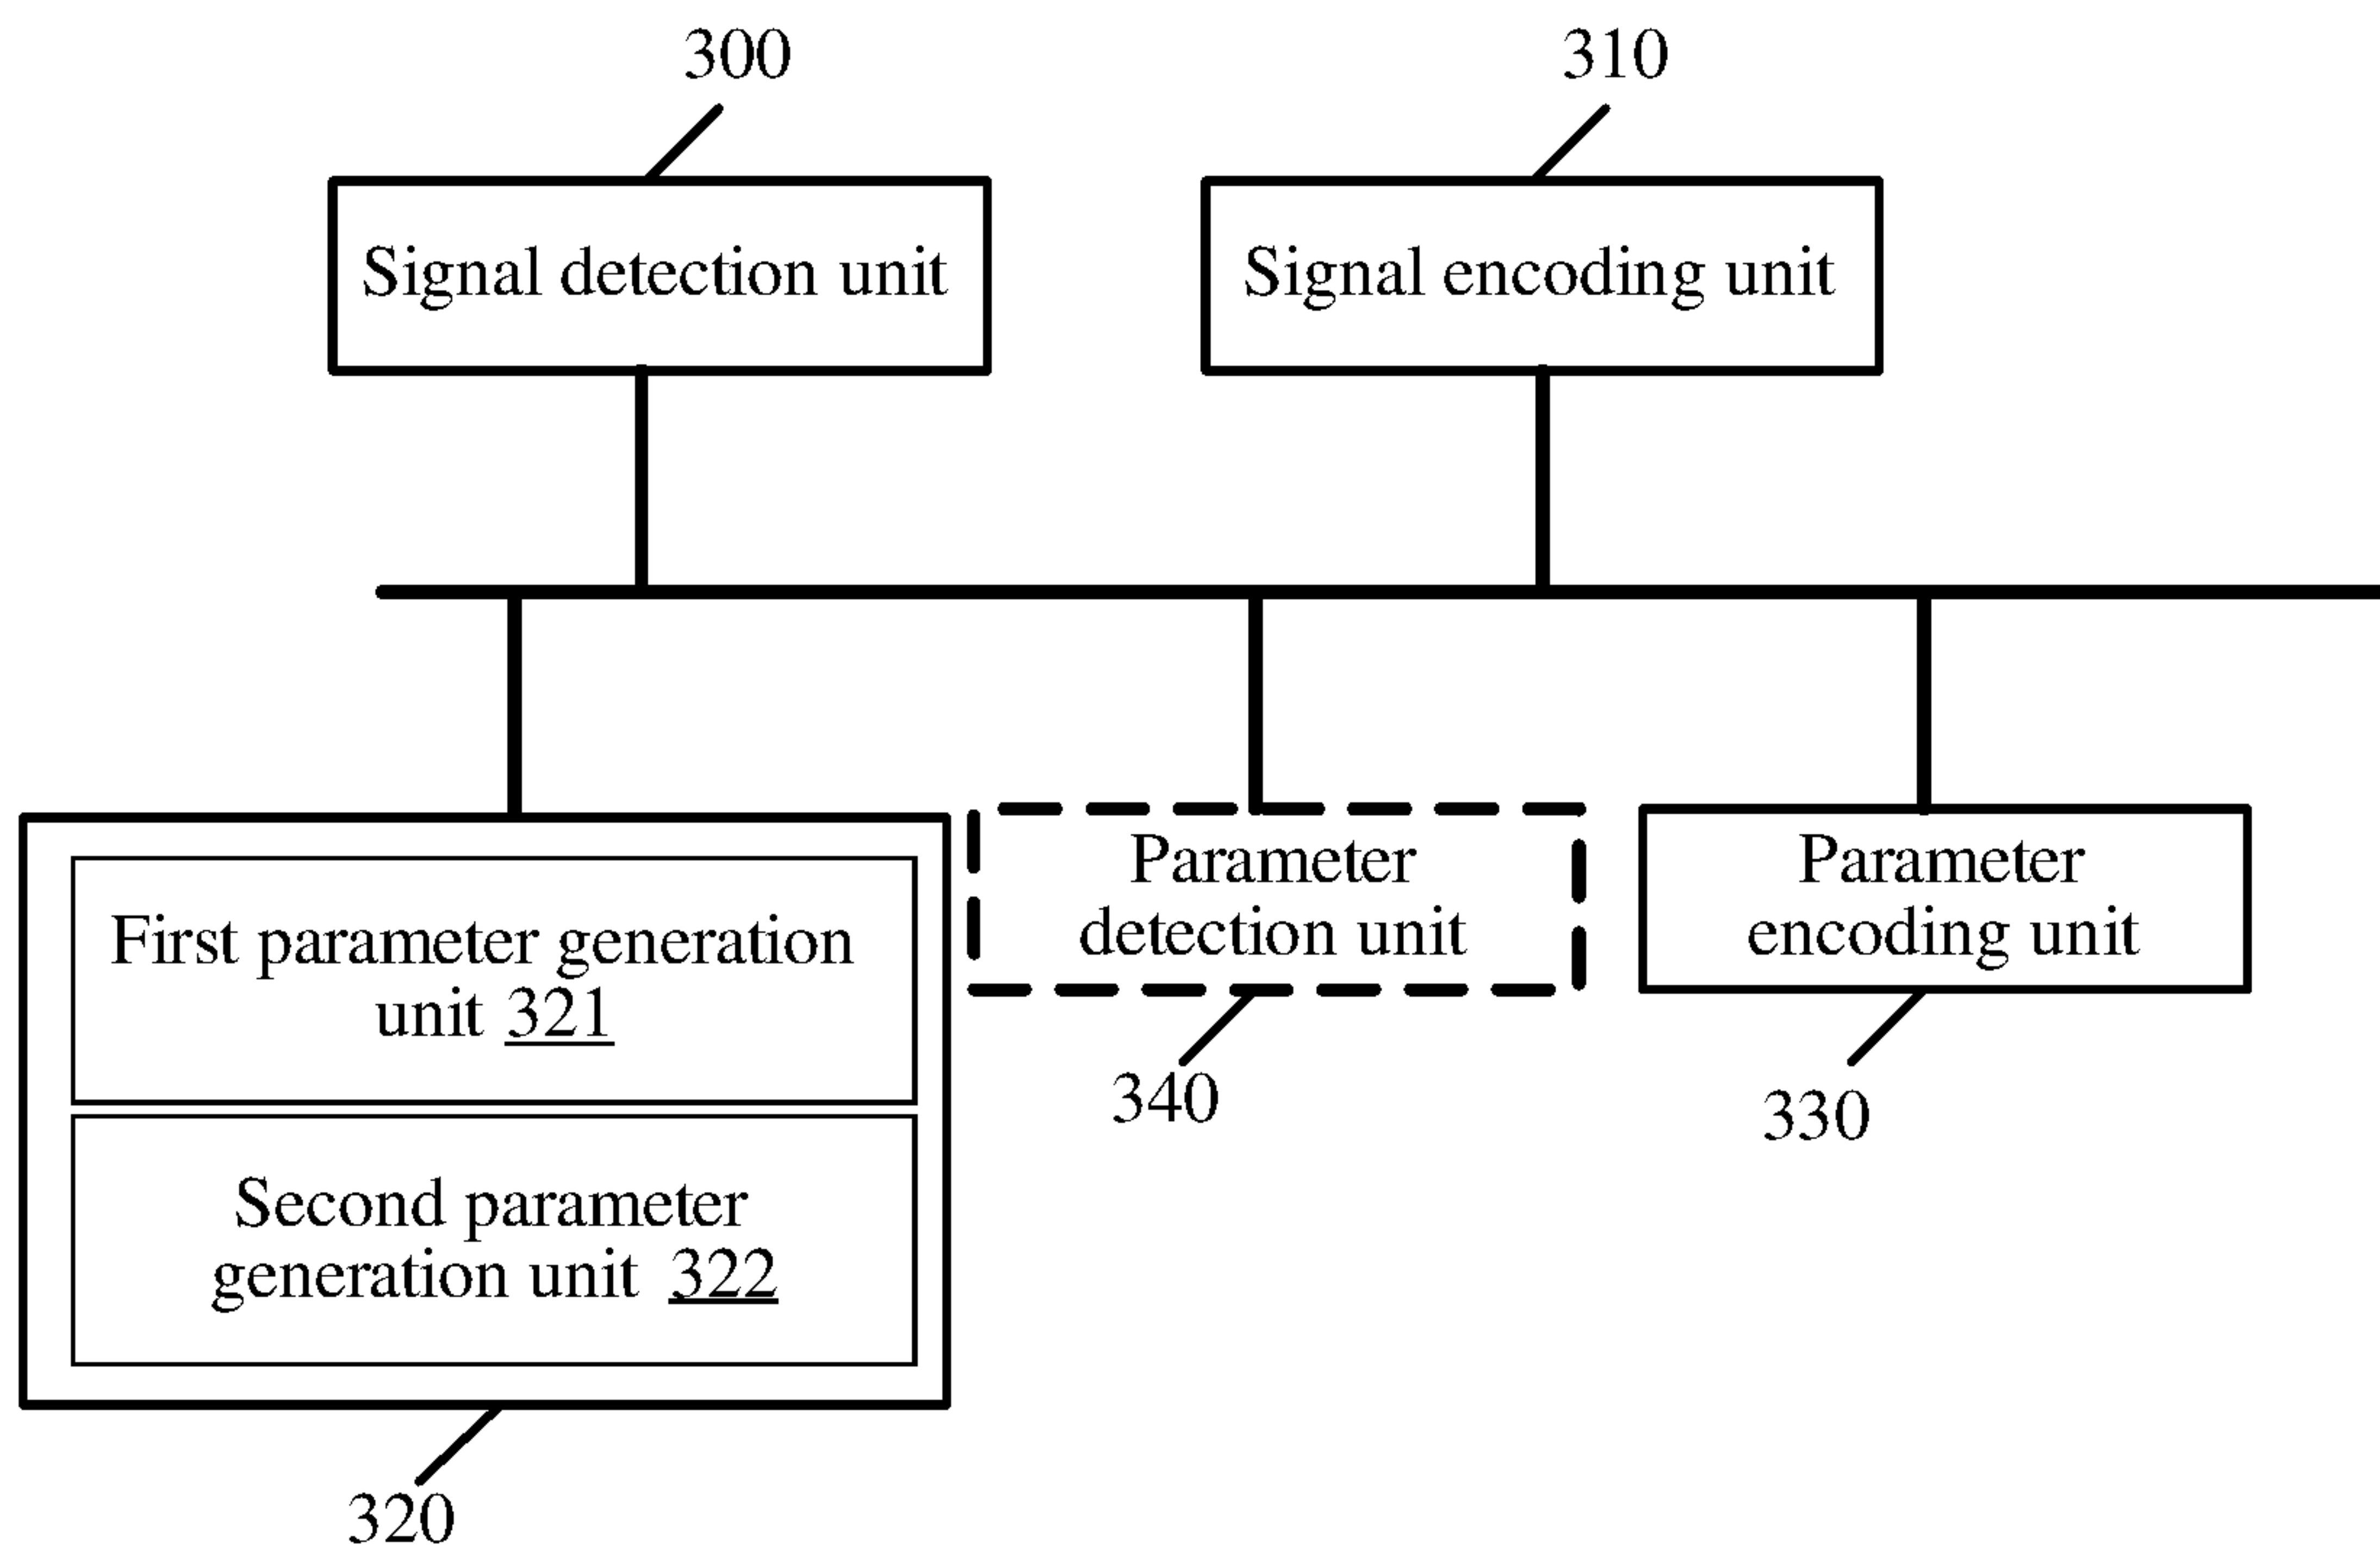 300
310
Signal detection unit
Signal encoding unit
First parameter generation
unit 321
Second parameter
generation unit 322
320
Parameter
detection unit
340
Parameter
encoding unit
330